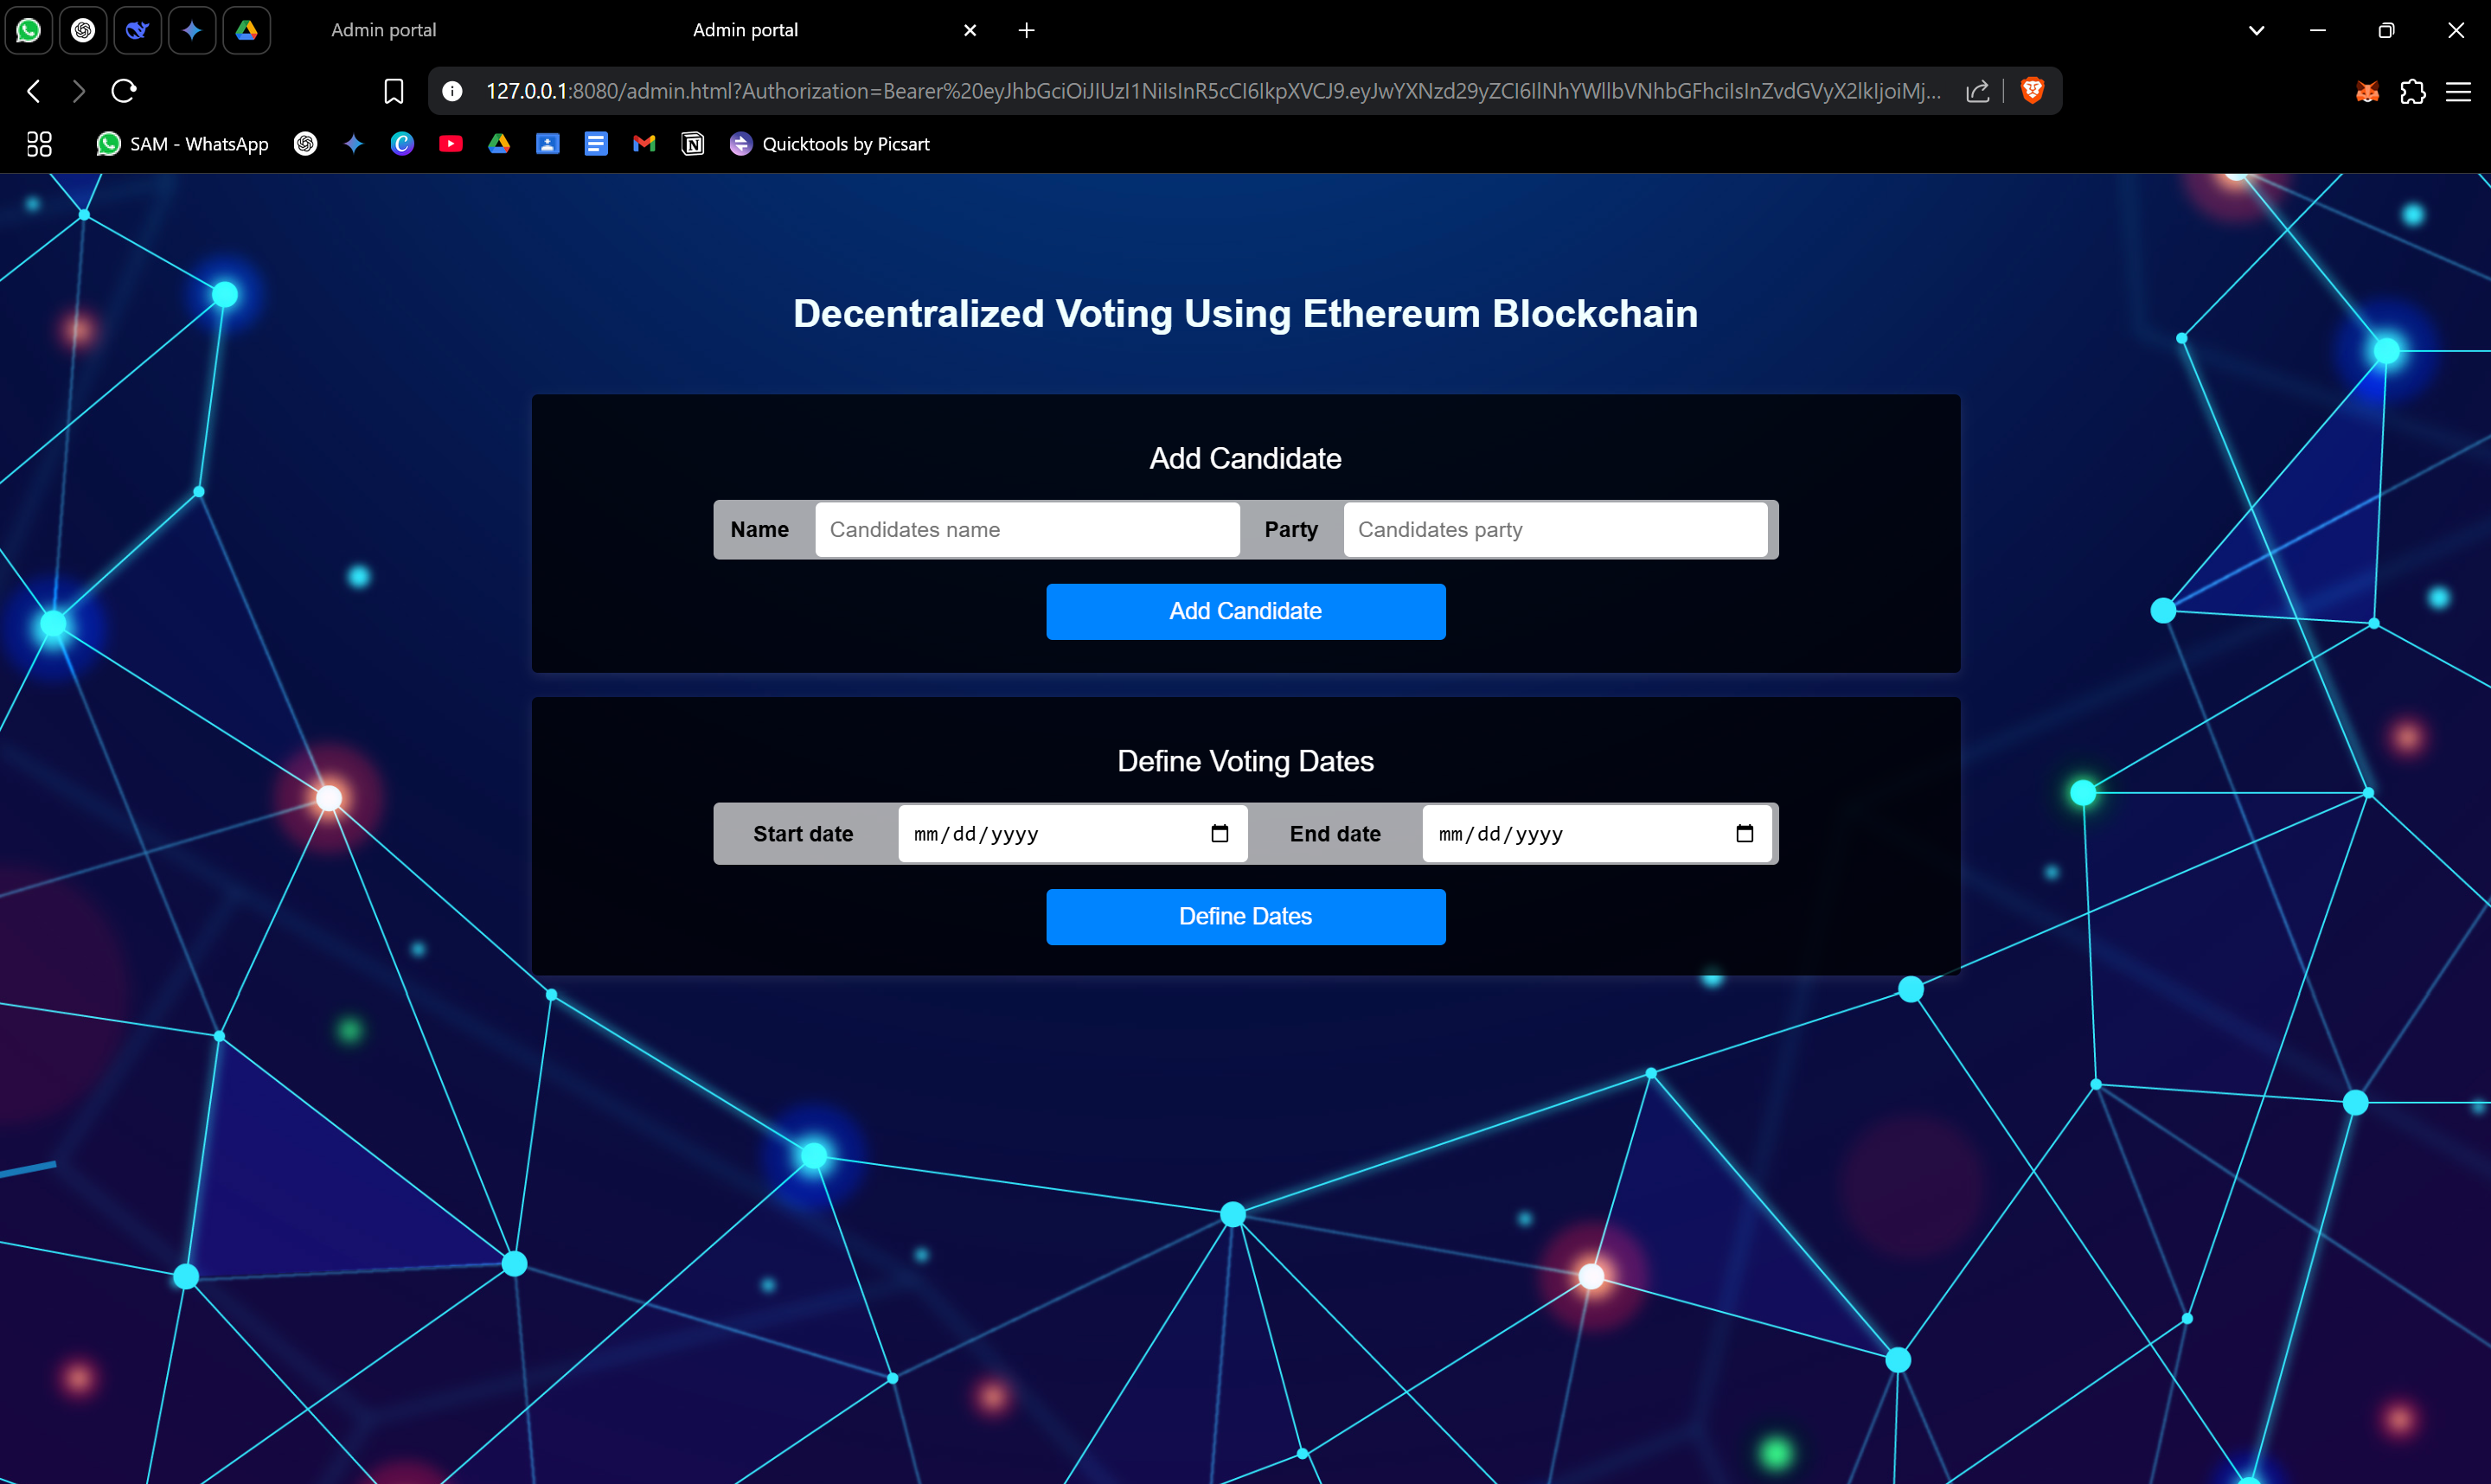 Admin portal
Admin portal
127.0.0.1:8080/admin.html?Authorization=Bearer%20eyJhbGciOiJIUzI1NiIsInR5cCI6IkpXVCJ9.eyJwYXNzd29yZCI6IlNhYWllbVNhbGFhciIsInZvdGVyX2lkIjoiMj...
SAM - WhatsApp
Quicktools by Picsart
Decentralized Voting Using Ethereum Blockchain
Add Candidate
Name Candidates name Party Candidates party
Add Candidate
Define Voting Dates
Start date mm/dd/yyyy End date mm/dd/yyyy
Define Dates